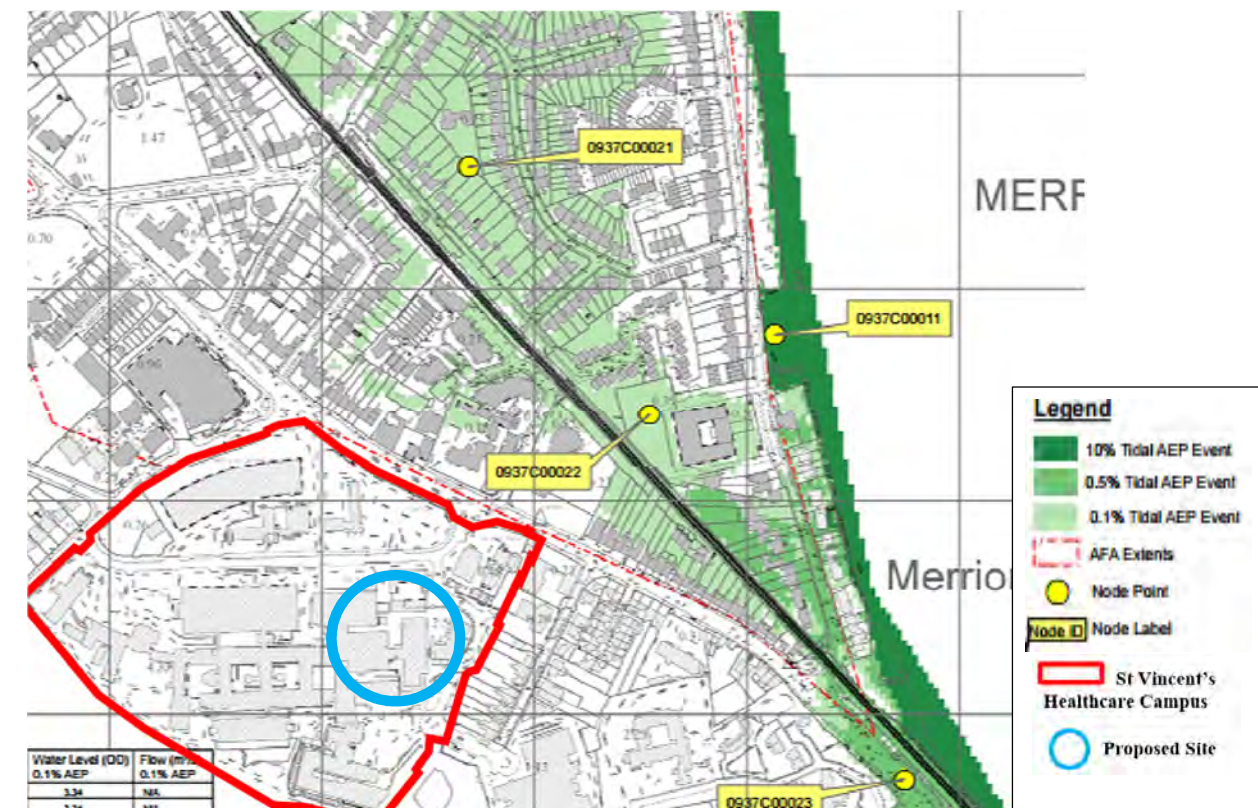 1.47
0937C00021
MERR
0.70
0937C00011
0.96
0937C00022
Merrio
Legend
10% Tidal AEP Event
0.5% Tidal AEP Event
0.1% Tidal AEP Event
AFA Extents
Node Point
Node ID Node Label
St Vincent's
Healthcare Campus
Proposed Site
Water Level (OD) Flow (m
0.1% AEP 0.1% AEP
3.34 N/A
0937C00023